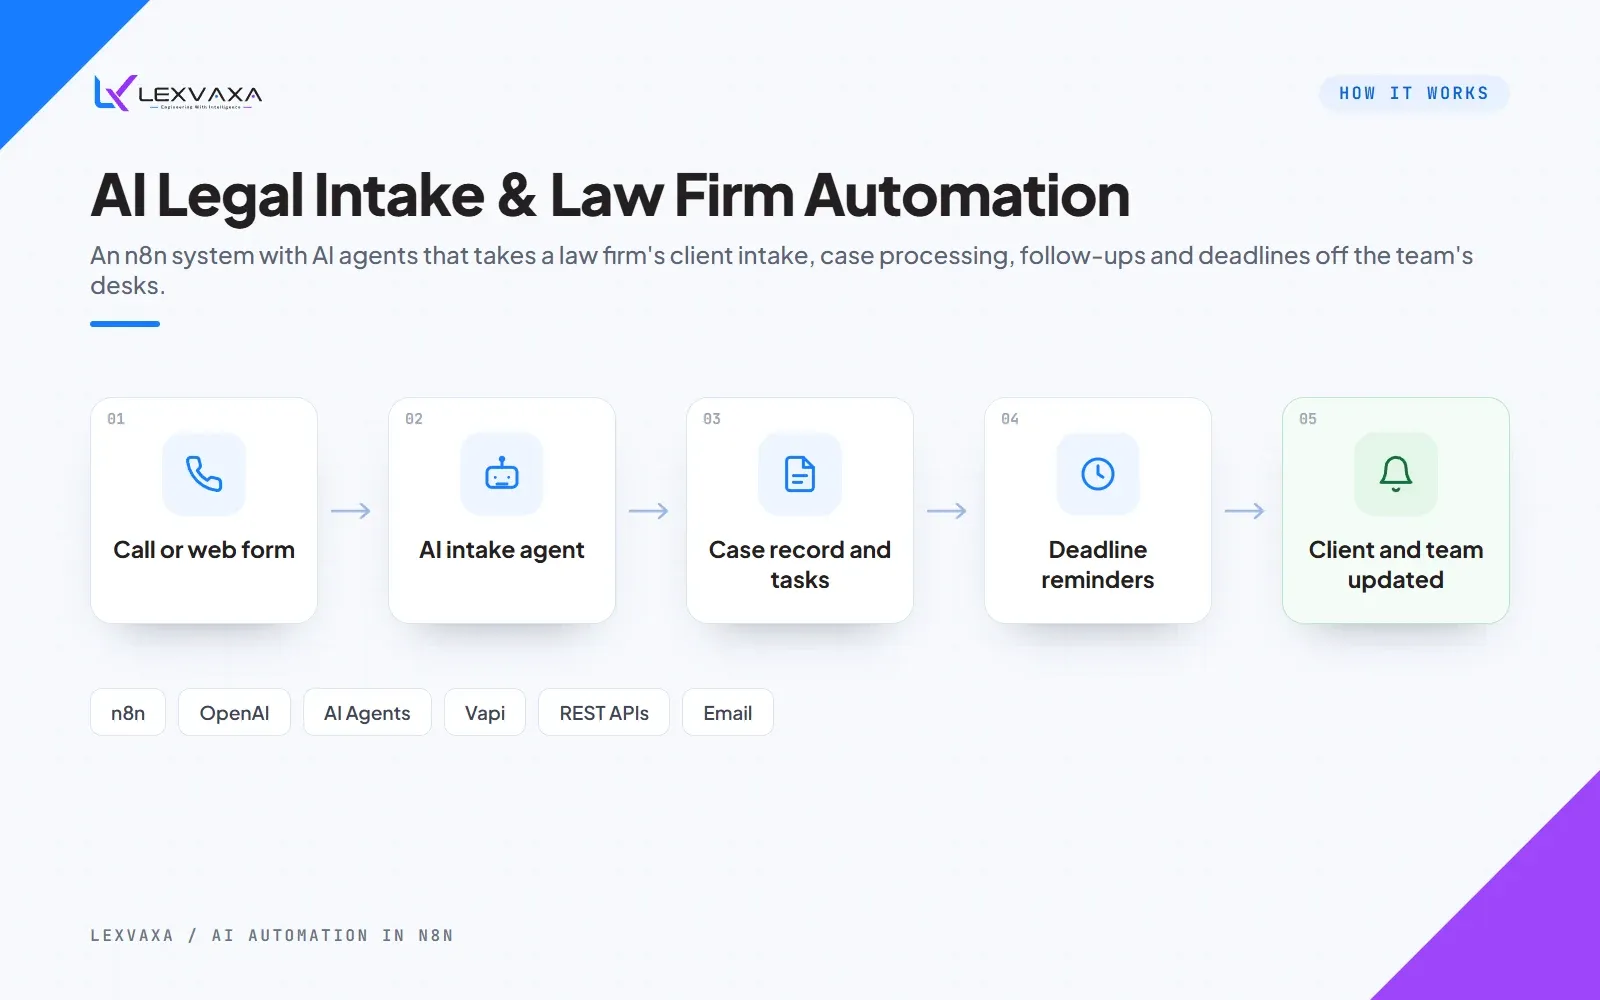 LEXVAXA
Engineering With Intelligence
HOW IT WORKS
AI Legal Intake & Law Firm Automation
An n8n system with AI agents that takes a law firm's client intake, case processing, follow-ups and deadlines off the team's
desks.
01
Call or web form
02
AI intake agent
03
Case record and
tasks
04
Deadline
reminders
05
Client and team
updated
n8n
OpenAI
AI Agents
Vapi
REST APIs
Email
LEXVAXA / AI AUTOMATION IN N8N